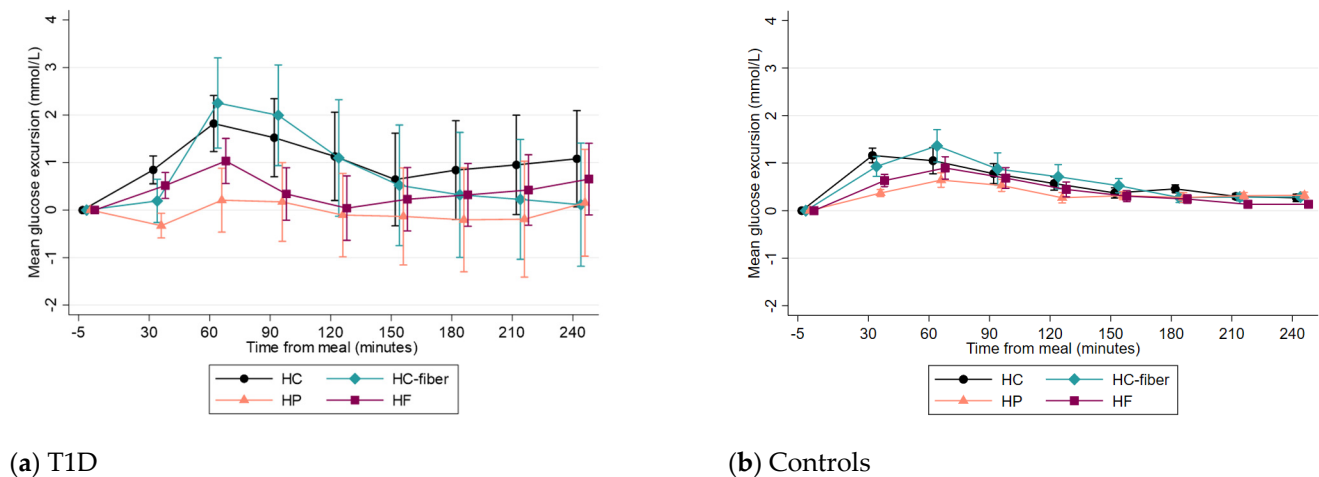 Mean glucose excursion (mmol/L)
4
3
2
1
0
-1
-2
-5 30 60 90 120 150 180 210 240
Time from meal (minutes)
HC HC-fiber
HP HF
(a) T1D
Mean glucose excursion (mmol/L)
4
3
2
1
0
-1
-2
-5 30 60 90 120 150 180 210 240
Time from meal (minutes)
HC HC-fiber
HP HF
(b) Controls